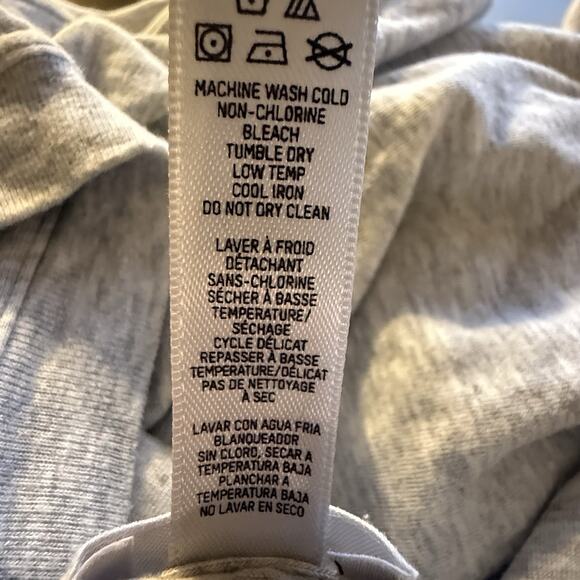 MACHINE WASH COLD
NON-CHLORINE
BLEACH
TUMBLE DRY
LOW TEMP
COOL IRON
DO NOT DRY CLEAN
LAVER À FROID
DÉTACHANT
SANS-CHLORINE
SÉCHER À BASSE
TEMPERATURE/
SÉCHAGE
CYCLE DÉLICAT
REPASSER À BASSE
TEMPÉRATURE/DÉLICAT
PAS DE NETTOYAGE
À SEC
LAVAR CON AGUA FRIA
BLANQUEADOR
SIN CLORO, SECAR A
TEMPERATURA BAJA
PLANCHAR A
TEMPERATURA BAJA
NO LAVAR EN SECO